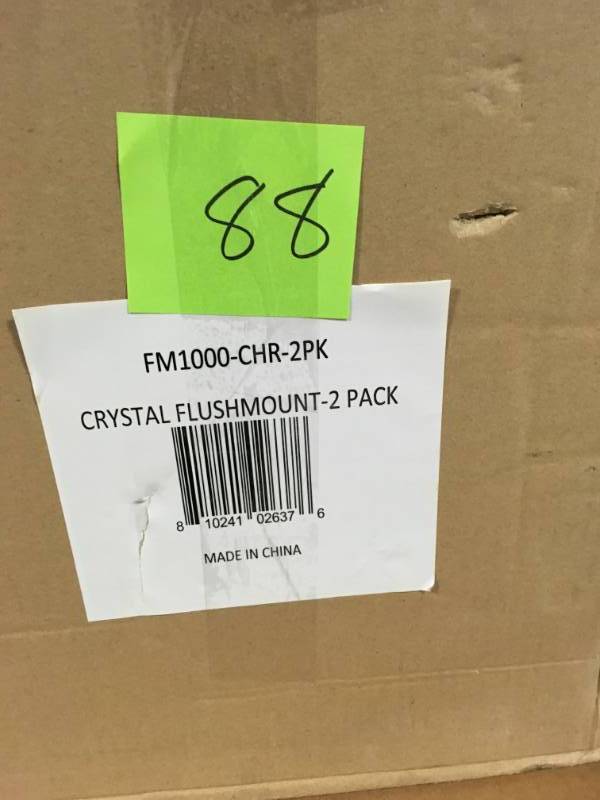 88
FM1000-CHR-2PK
CRYSTAL FLUSHMOUNT-2 PACK
8 10241 02637 6
MADE IN CHINA